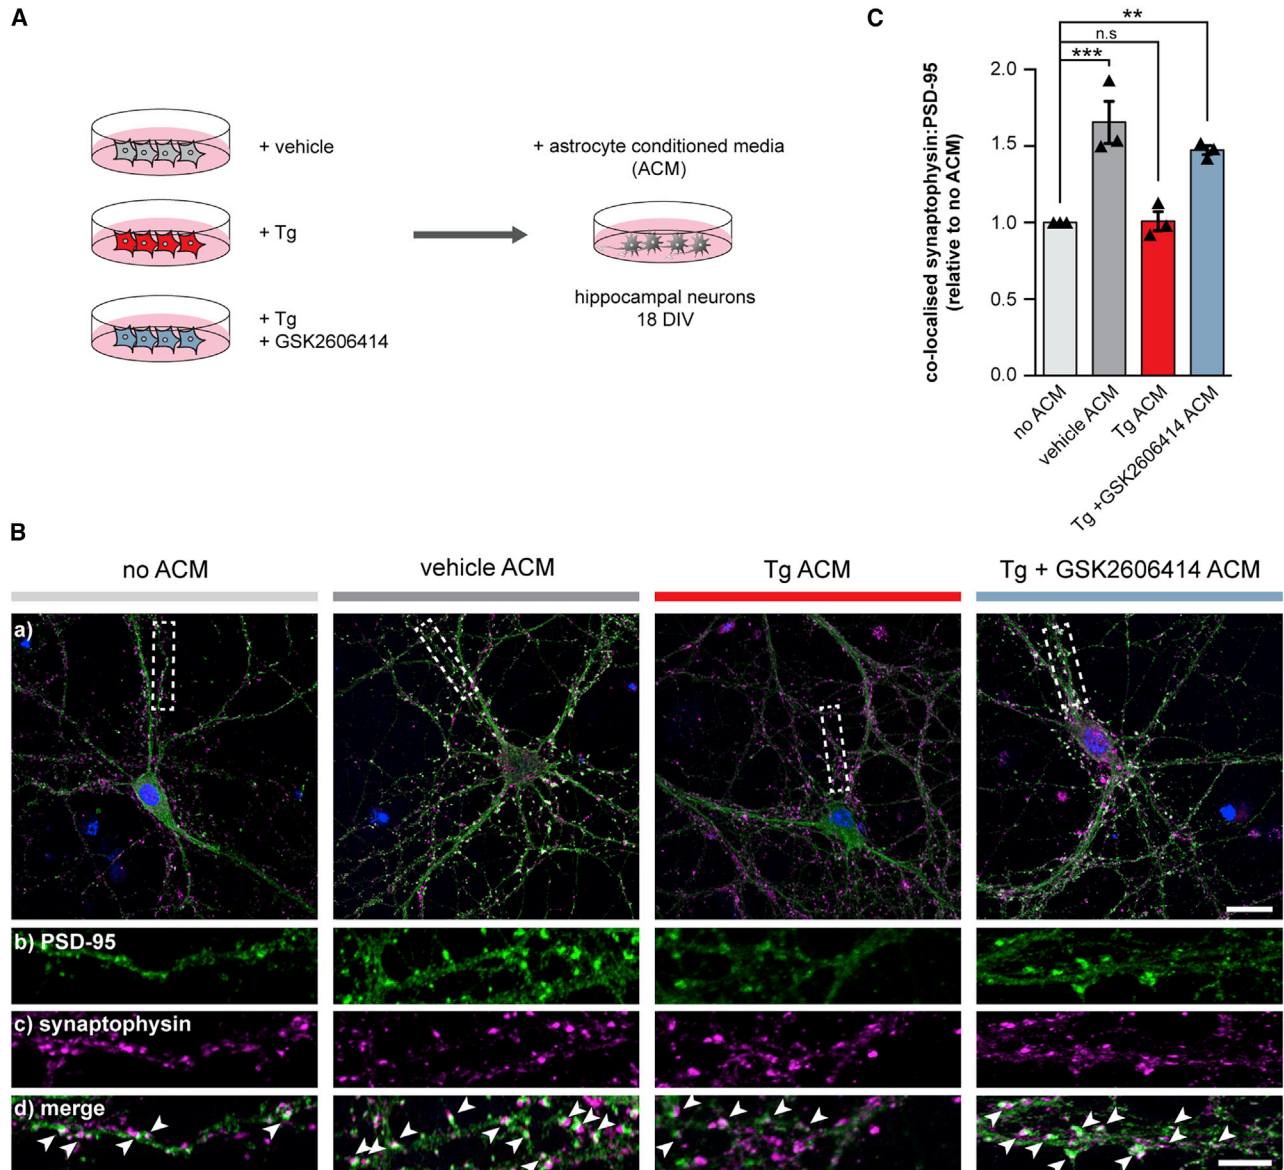 A
+ vehicle
+ Tg
+ Tg
+ GSK2606414
+ astrocyte conditioned media
(ACM)
hippocampal neurons
18 DIV
C
**
n.s
***
co-localised synaptophysin:PSD-95
(relative to no ACM)
2.0
1.5
1.0
0.5
0.0
no ACM
vehicle ACM
Tg ACM
Tg +GSK2606414 ACM
B
no ACM
vehicle ACM
Tg ACM
Tg + GSK2606414 ACM
a)
b) PSD-95
c) synaptophysin
d) merge